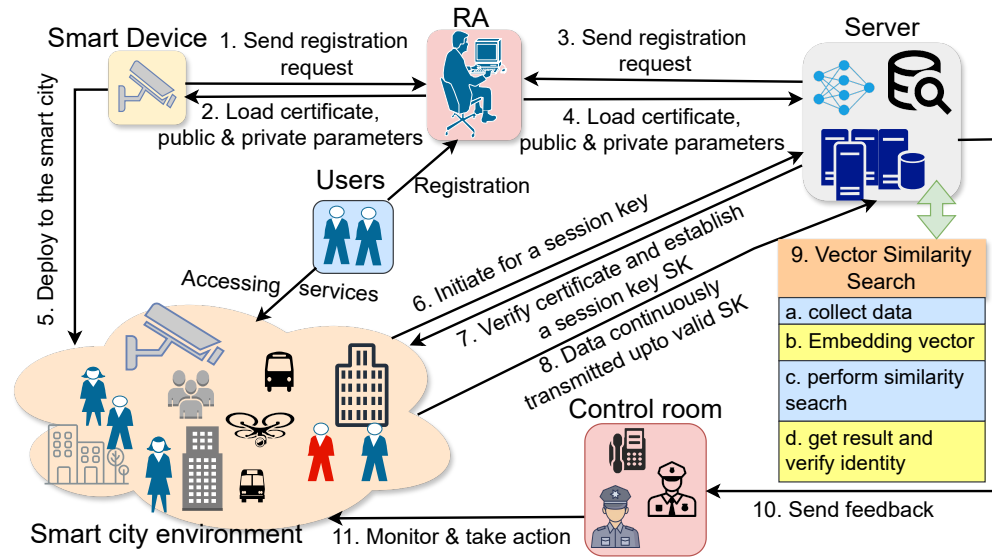 RA
Server
Smart Device
1. Send registration
request
3. Send registration
request
2. Load certificate,
public & private parameters
4. Load certificate,
public & private parameters
5. Deploy to the smart city
Users
Registration
Accessing services
6. Initiate for a session key
7. Verify certificate and establish
a session key SK
8. Data continuously
transmitted upto valid SK
9. Vector Similarity
Search
a. collect data
b. Embedding vector
c. perform similarity
seacrh
d. get result and
verify identity
Control room
10. Send feedback
Smart city environment
11. Monitor & take action